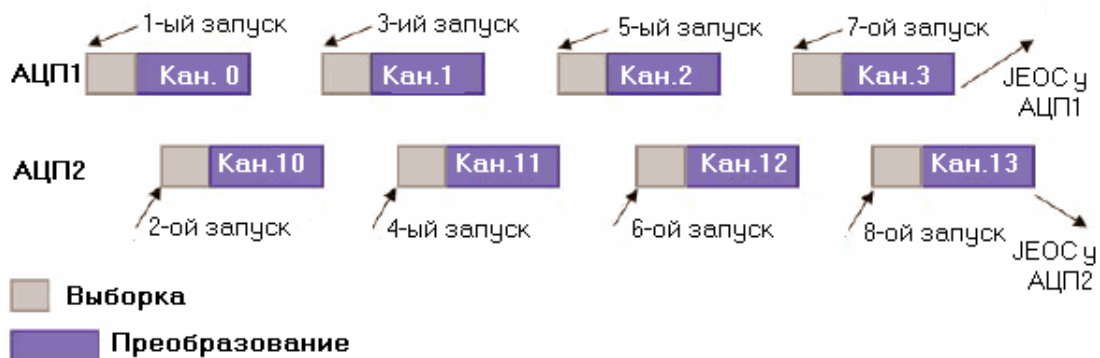 1-ый запуск
3-ий запуск
5-ый запуск
7-ой запуск
АЦП1
Кан. 0
Кан.1
Кан.2
Кан.3
JEOC у
АЦП1
АЦП2
Кан.10
Кан.11
Кан.12
Кан.13
2-ой запуск
4-ый запуск
6-ой запуск
8-ой запуск
JEOC у
АЦП2
Выборка
Преобразование